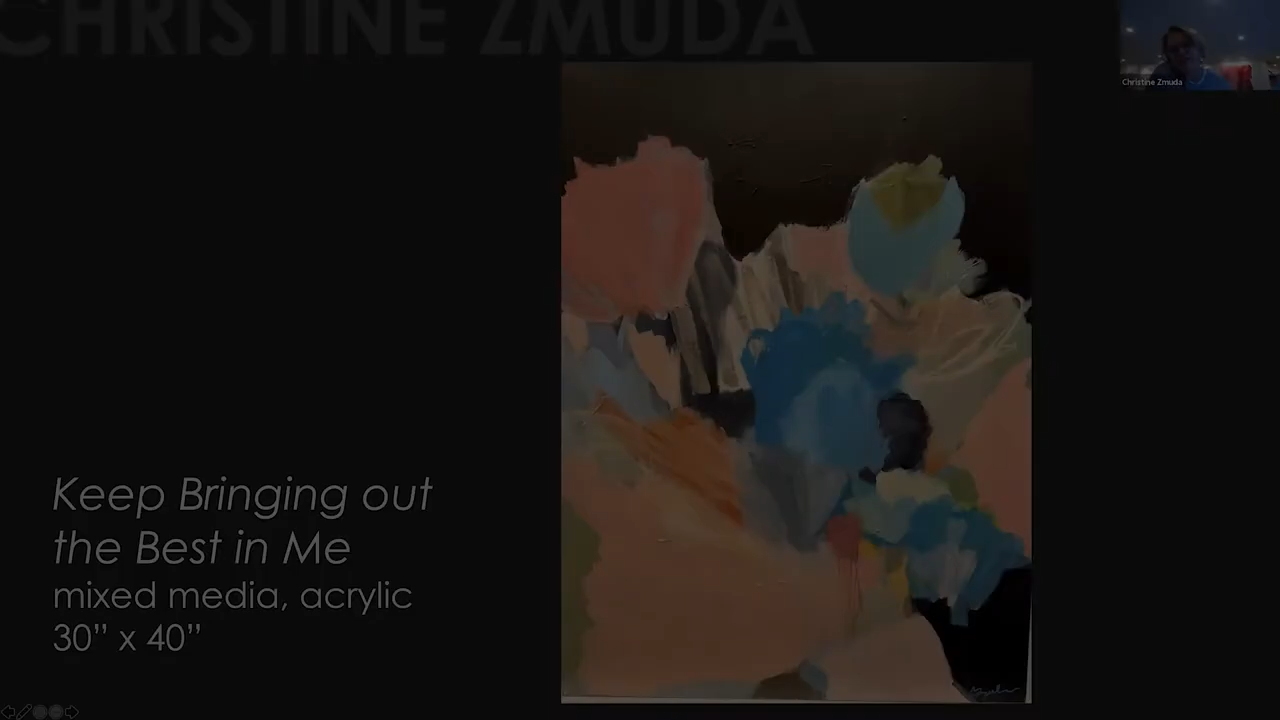 CHRISTINE ZMUDA
Christine Zmuda
Keep Bringing out
the Best in Me
mixed media, acrylic
30” x 40”